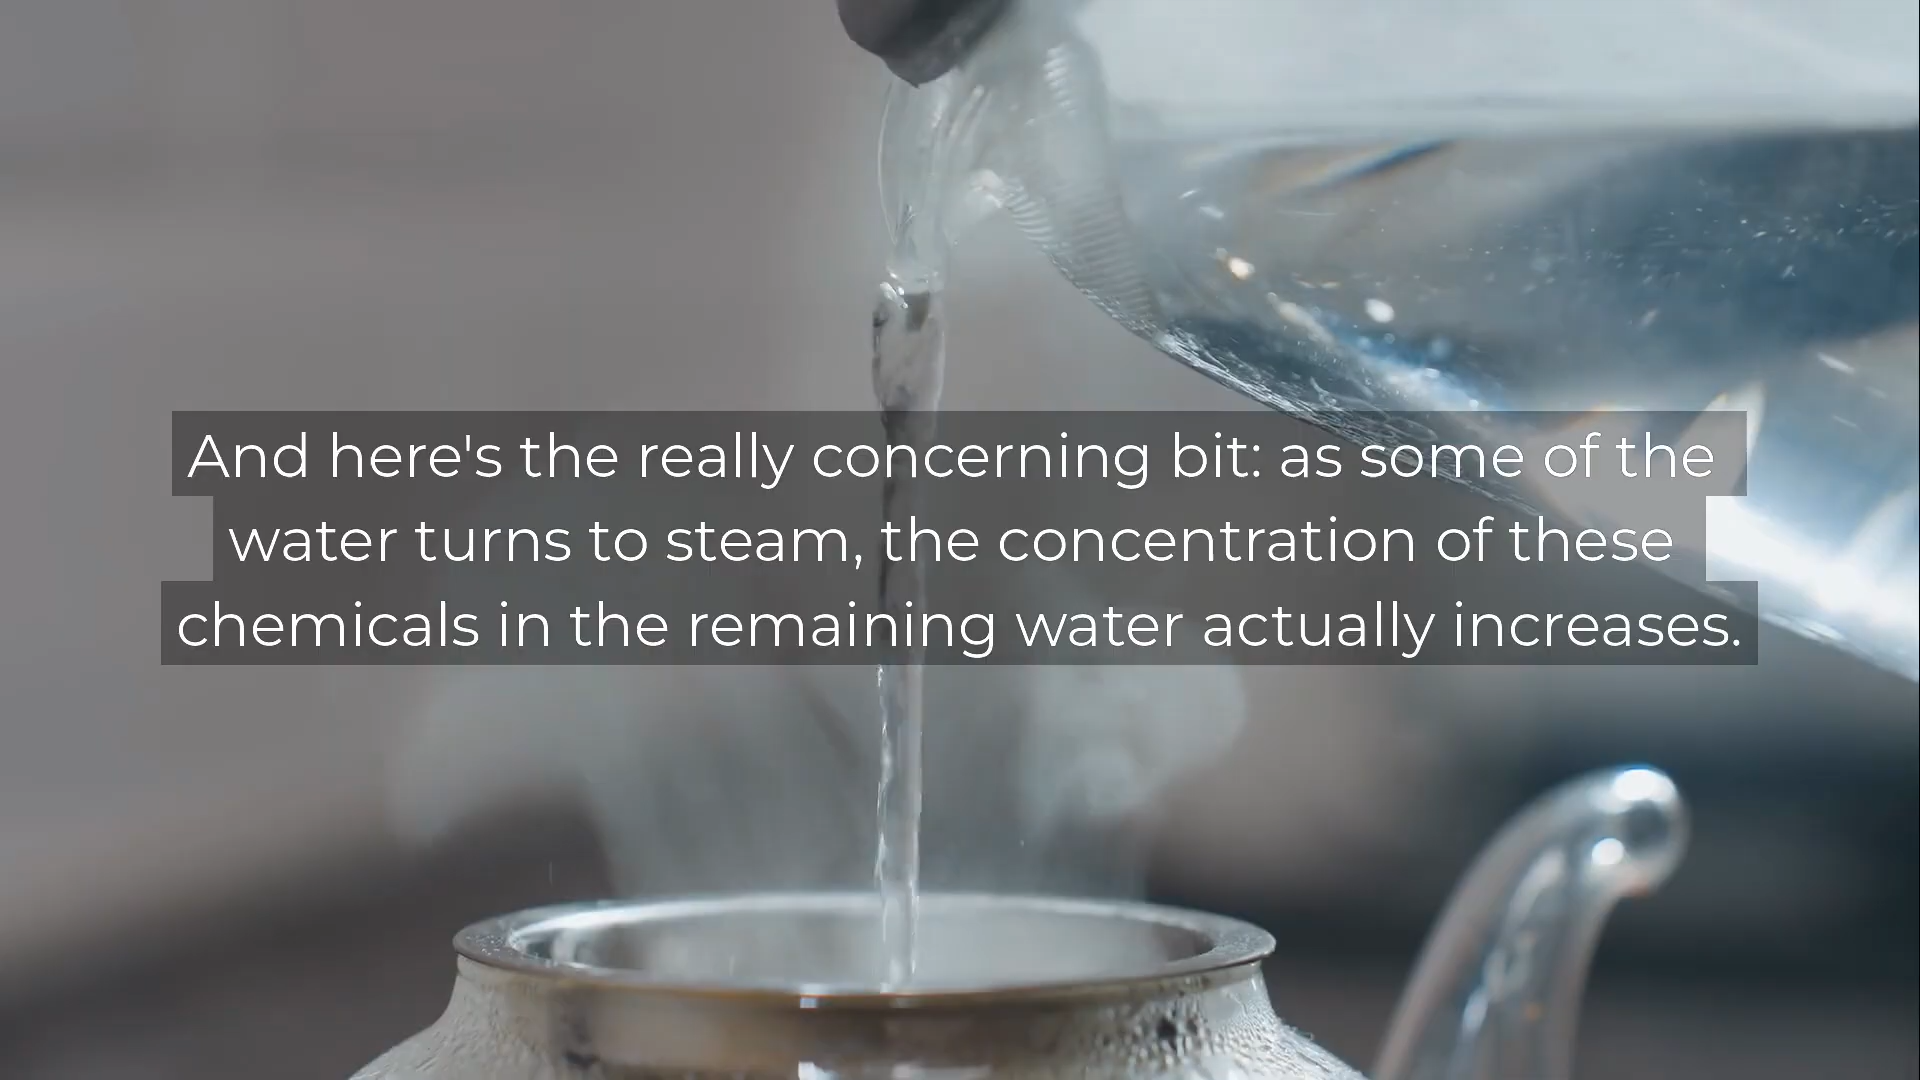 And here's the really concerning bit: as some of the
water turns to steam, the concentration of these
chemicals in the remaining water actually increases.